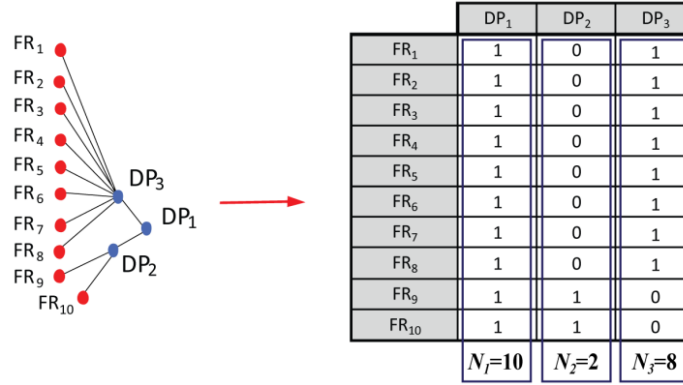 FR1
FR2
FR3
FR4
FR5
FR6
FR7
FR8
FR9
FR10
DP3
DP1
DP2
DP1 DP2 DP3
FR1 1 0 1
FR2 1 0 1
FR3 1 0 1
FR4 1 0 1
FR5 1 0 1
FR6 1 0 1
FR7 1 0 1
FR8 1 0 1
FR9 1 1 0
FR10 1 1 0
N1=10 N2=2 N3=8